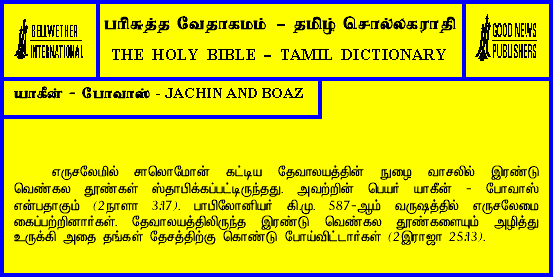 BELLWETHER
INTERNATIONAL
பரிசுத்த வேதாகமம் – தமிழ் சொல்லகராதி
THE HOLY BIBLE – TAMIL DICTIONARY
GOOD NEWS
PUBLISHERS
யாகீன் - போவாஸ் - JACHIN AND BOAZ
எருசலேமில் சாலொமோன் கட்டிய தேவாலயத்தின் நுழை வாசலில் இரண்டு
வெண்கல தூண்கள் ஸ்தாபிக்கப்பட்டிருந்தது. அவற்றின் பெயர் யாகீன் - போவாஸ்
என்பதாகும் (2நாளா 3:17). பாபிலோனியர் கி.மு. 587-ஆம் வருஷத்தில் எருசலேமை
கைப்பற்றினார்கள். தேவாலயத்திலிருந்த இரண்டு வெண்கல தூண்களையும் அழித்து
உருக்கி அதை தங்கள் தேசத்திற்கு கொண்டு போய்விட்டார்கள் (2இராஜா 25:13).